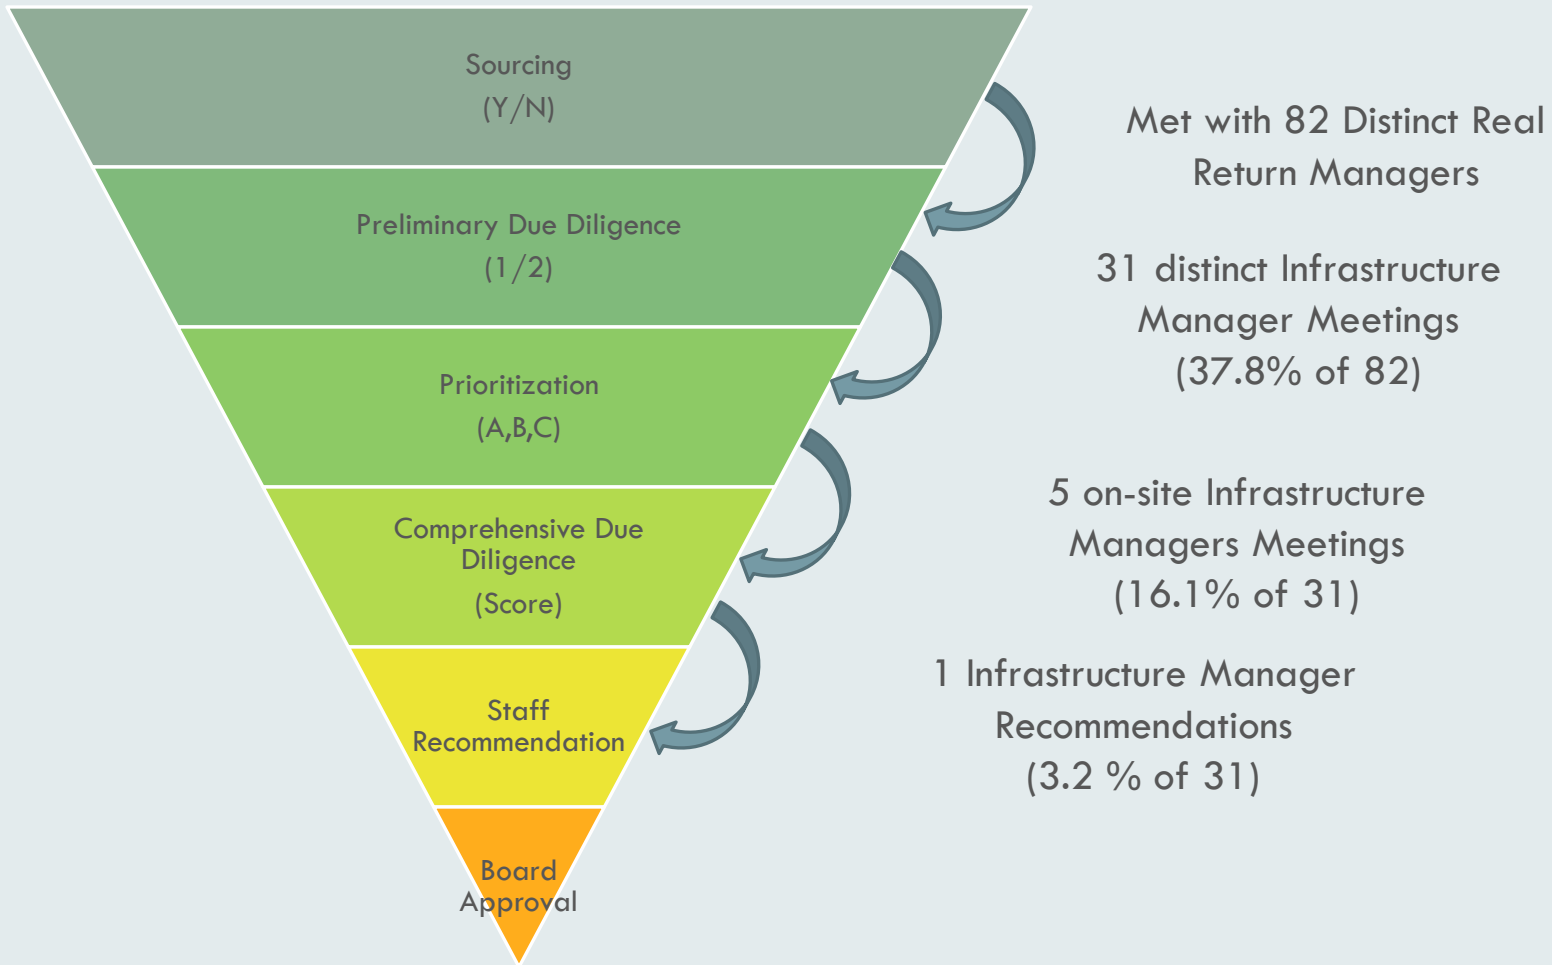 Sourcing
(Y/N)
Met with 82 Distinct Real
Return Managers
Preliminary Due Diligence
(1/2)
31 distinct Infrastructure
Manager Meetings
(37.8% of 82)
Prioritization
(A,B,C)
5 on-site Infrastructure
Managers Meetings
(16.1% of 31)
Comprehensive Due
Diligence
(Score)
1 Infrastructure Manager
Recommendations
(3.2 % of 31)
Staff
Recommendation
Board
Approval